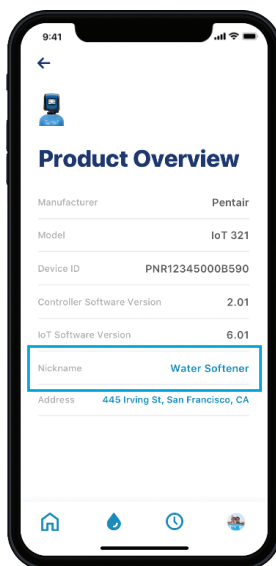 9:41
Product Overview
Manufacturer Pentair
Model IoT 321
Device ID PNR12345000B590
Controller Software Version 2.01
IoT Software Version 6.01
Nickname Water Softener
Address 445 Irving St, San Francisco, CA